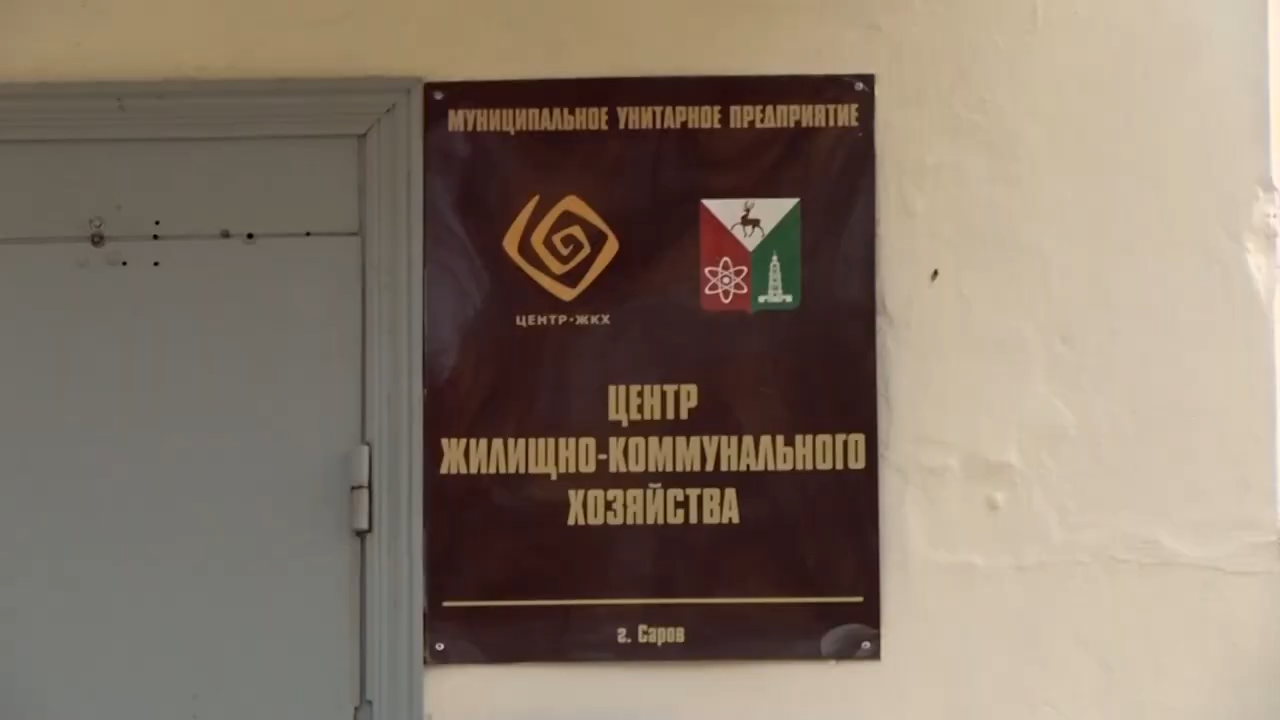 МУНИЦИПАЛЬНОЕ УНИТАРНОЕ ПРЕДПРИЯТИЕ
ЦЕНТР·ЖКХ
ЦЕНТР
ЖИЛИЩНО-КОММУНАЛЬНОГО
ХОЗЯЙСТВА
г. Саров